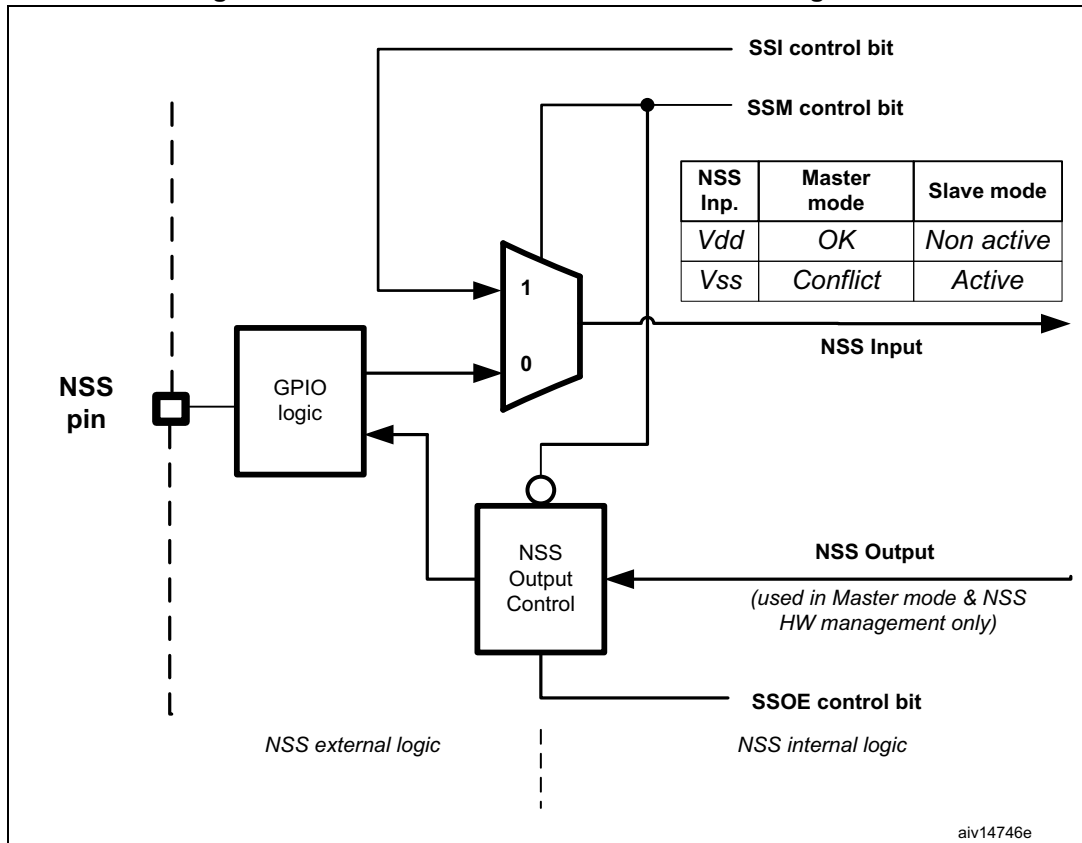 SSI control bit
SSM control bit
NSS Inp. Master mode Slave mode
Vdd OK Non active
Vss Conflict Active
1
0
NSS Input
NSS
pin
GPIO
logic
NSS
Output
Control
NSS Output
(used in Master mode & NSS
HW management only)
SSOE control bit
NSS external logic
NSS internal logic
aiv14746e